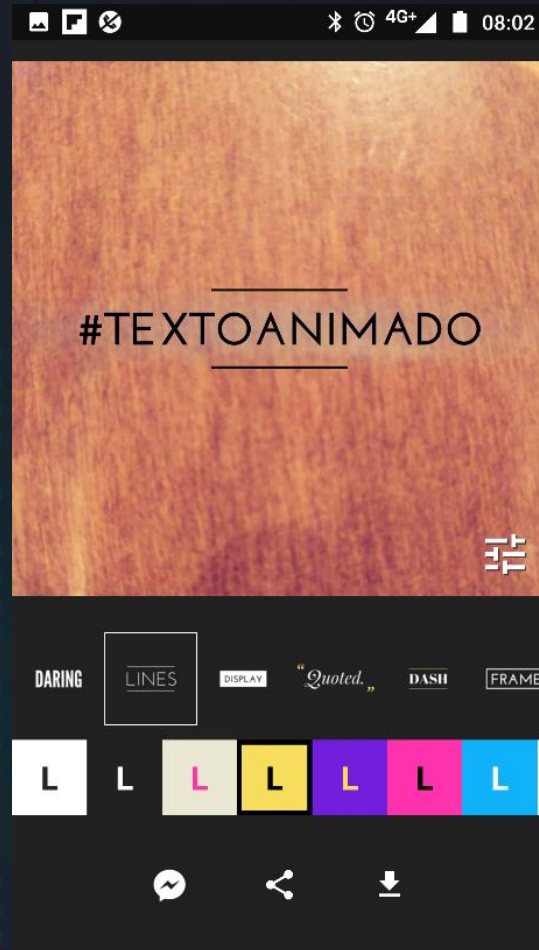 4G+ 08:02
#TEXTOANIMADO
DARING LINES DISPLAY “Quoted.„ DASH FRAME
L L L L L L L